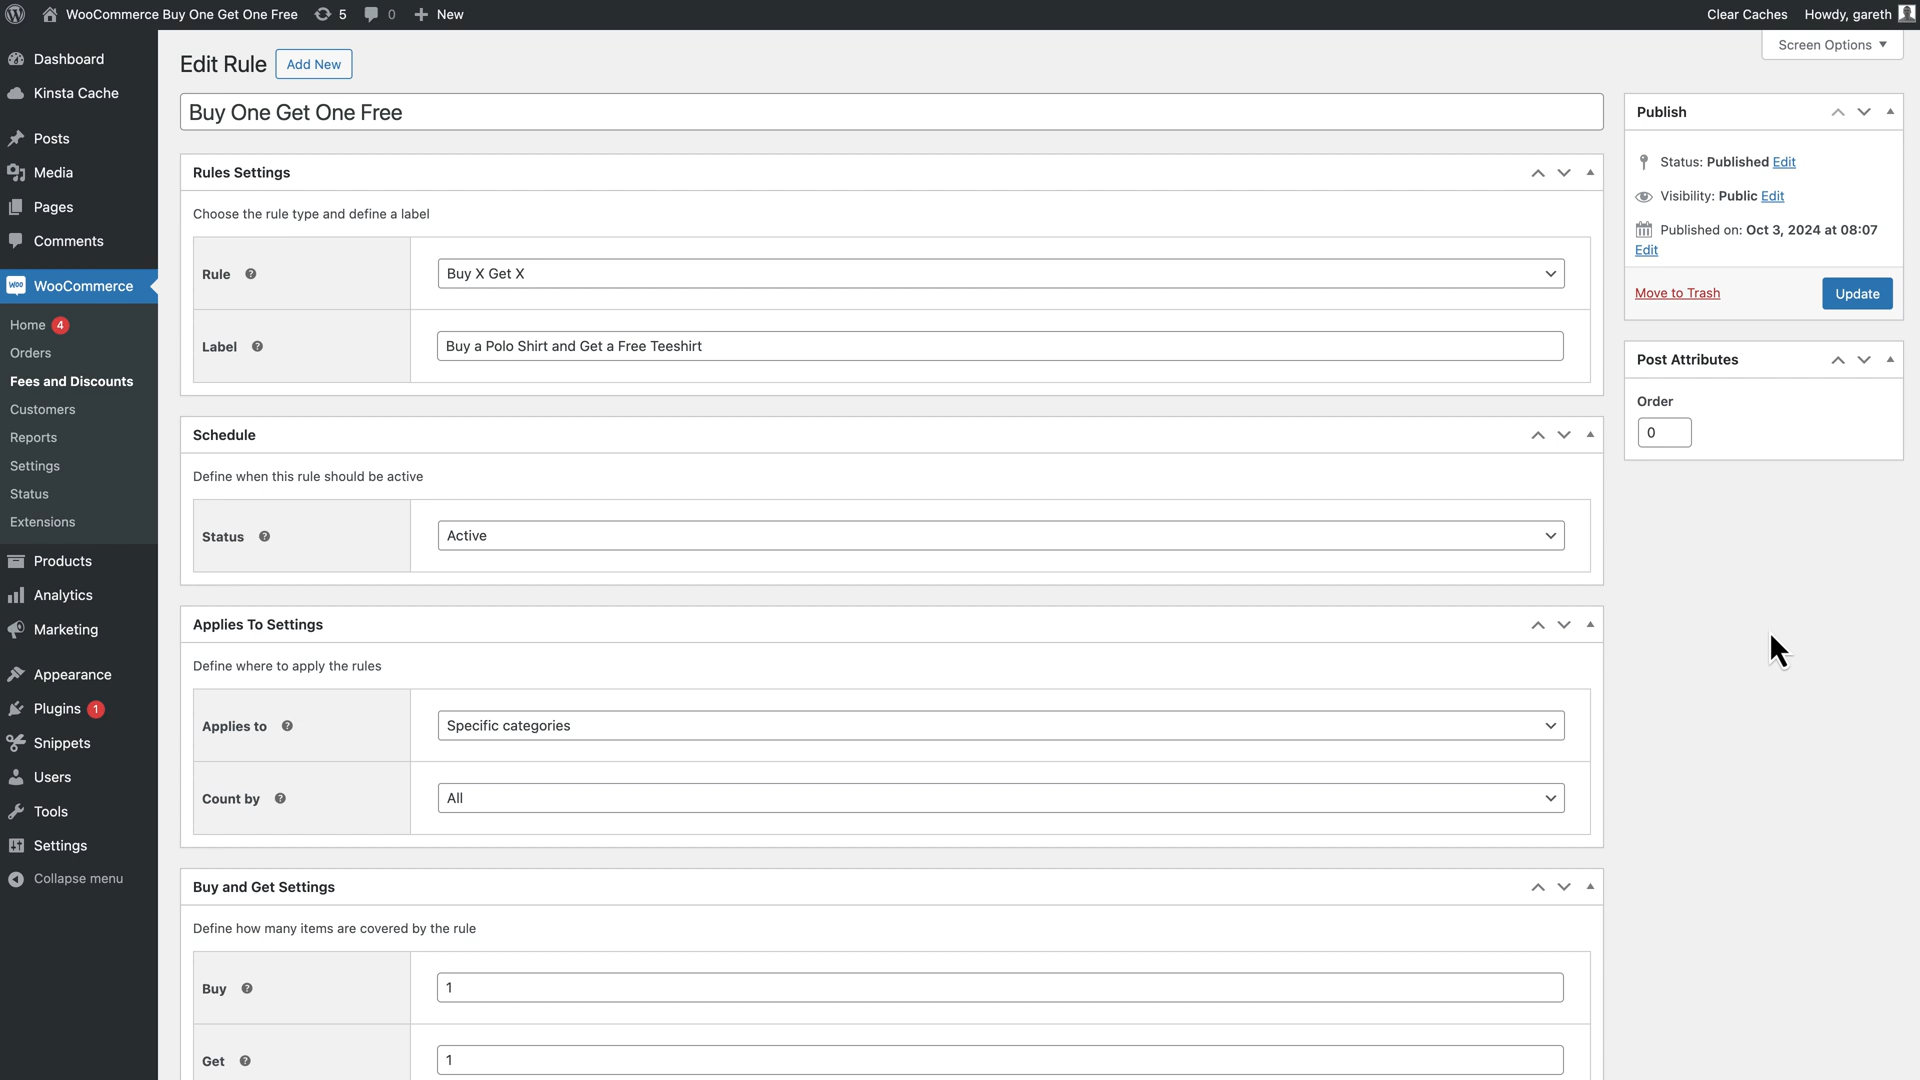 WooCommerce Buy One Get One Free 5 0 New Clear Caches Howdy, gareth
Screen Options
Dashboard
Kinsta Cache
Posts
Media
Pages
Comments
Woo WooCommerce
Home 4
Orders
Fees and Discounts
Customers
Reports
Settings
Status
Extensions
Products
Analytics
Marketing
Appearance
Plugins 1
Snippets
Users
Tools
Settings
Collapse menu
Edit Rule Add New
Buy One Get One Free
Rules Settings
Choose the rule type and define a label
Rule ? Buy X Get X
Label ? Buy a Polo Shirt and Get a Free Teeshirt
Schedule
Define when this rule should be active
Status ? Active
Applies To Settings
Define where to apply the rules
Applies to ? Specific categories
Count by ? All
Buy and Get Settings
Define how many items are covered by the rule
Buy ? 1
Get ? 1
Publish
Status: Published Edit
Visibility: Public Edit
Published on: Oct 3, 2024 at 08:07
Edit
Move to Trash Update
Post Attributes
Order
0